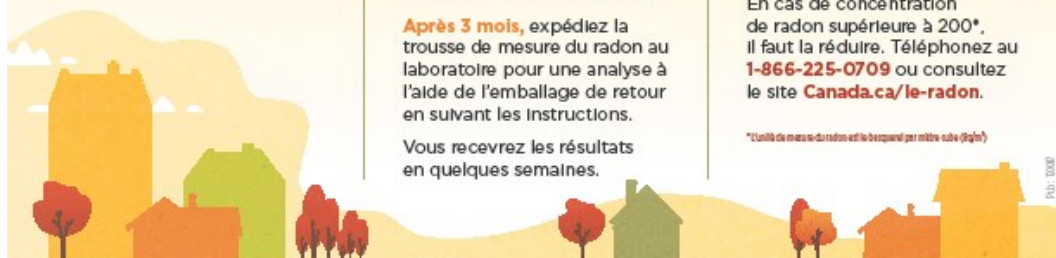 Après 3 mois, expédiez la
trousse de mesure du radon au
laboratoire pour une analyse à
l'aide de l'emballage de retour
en suivant les instructions.
Vous recevrez les résultats
en quelques semaines.
En cas de concentration
de radon supérieure à 200*,
il faut la réduire. Téléphonez au
1-866-225-0709 ou consultez
le site Canada.ca/le-radon.
*L'unité de mesure du radon est le becquerel par mètre cube (Bq/m³)
Pub :